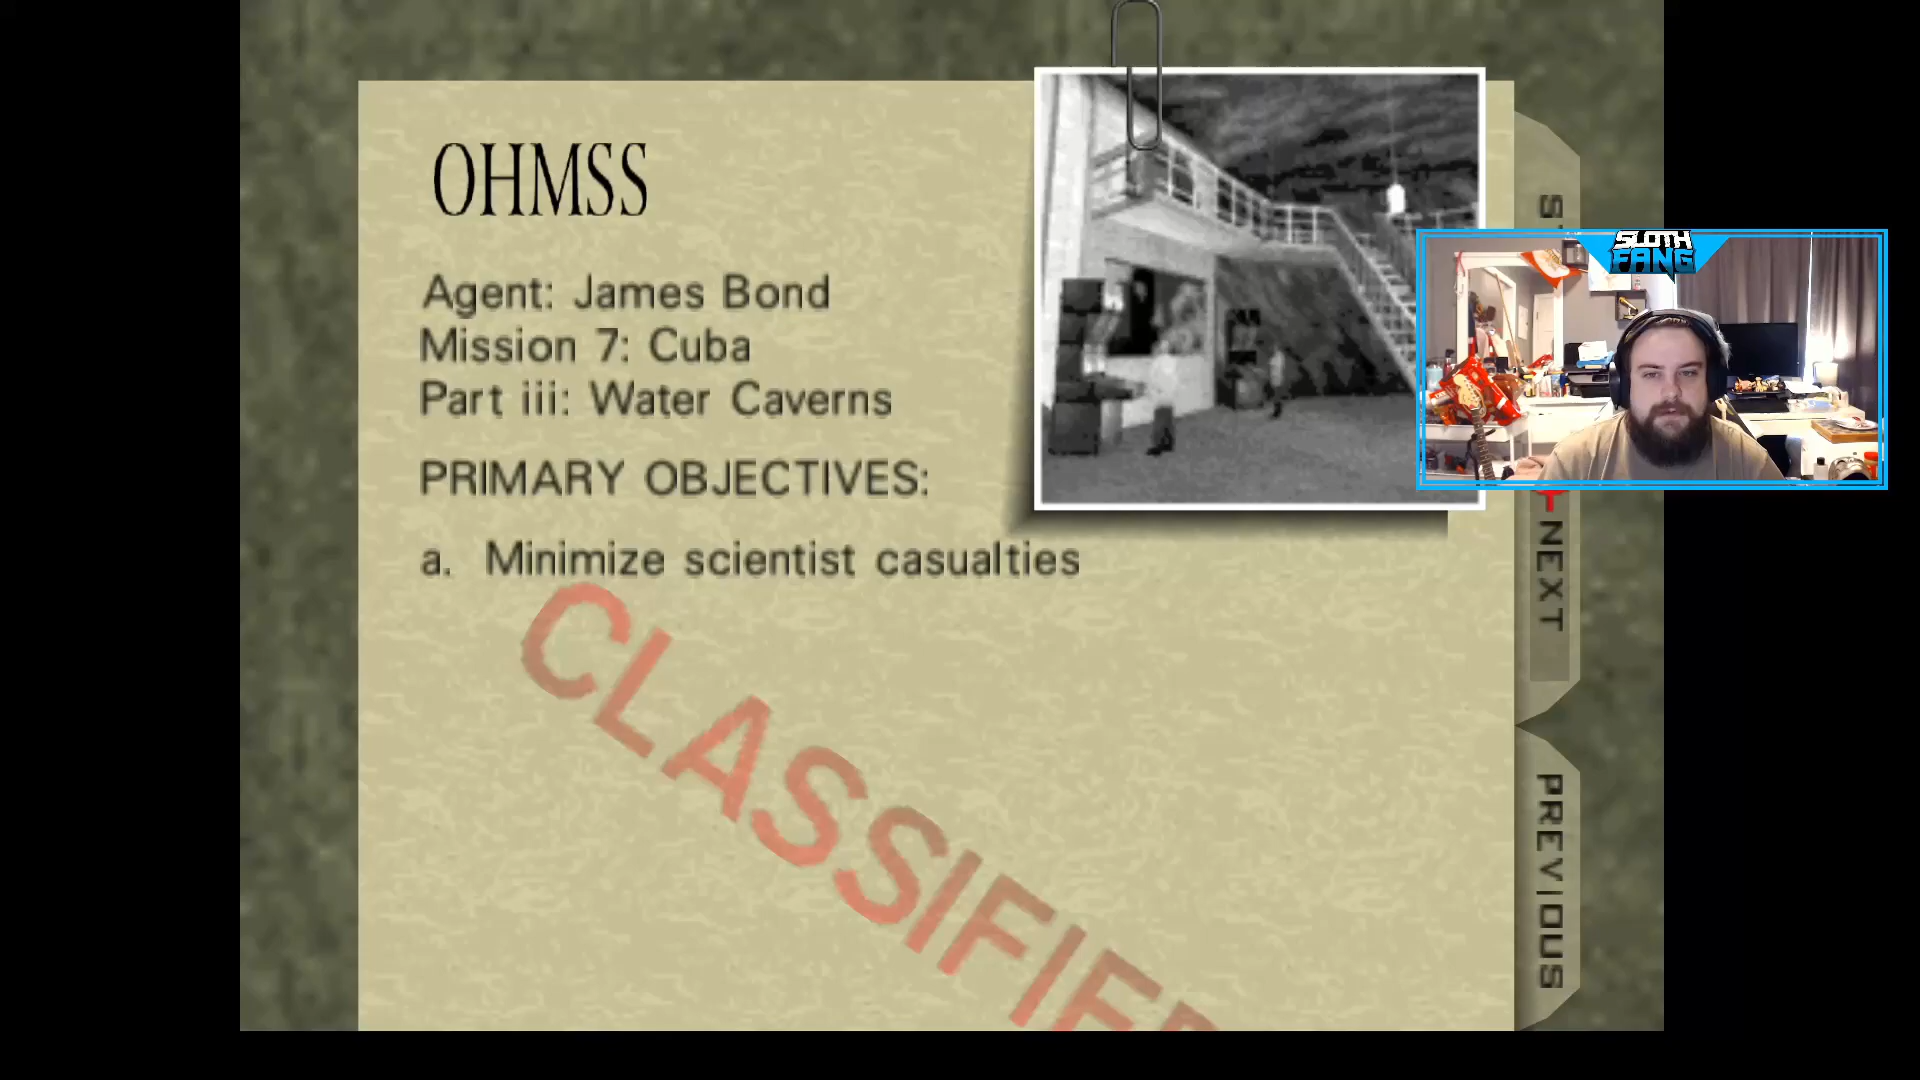 OHMSS
Agent: James Bond
Mission 7: Cuba
Part iii: Water Caverns
PRIMARY OBJECTIVES:
a. Minimize scientist casualties
CLASSIFIE
SLOTH
FANG
NEXT
PREVIOUS